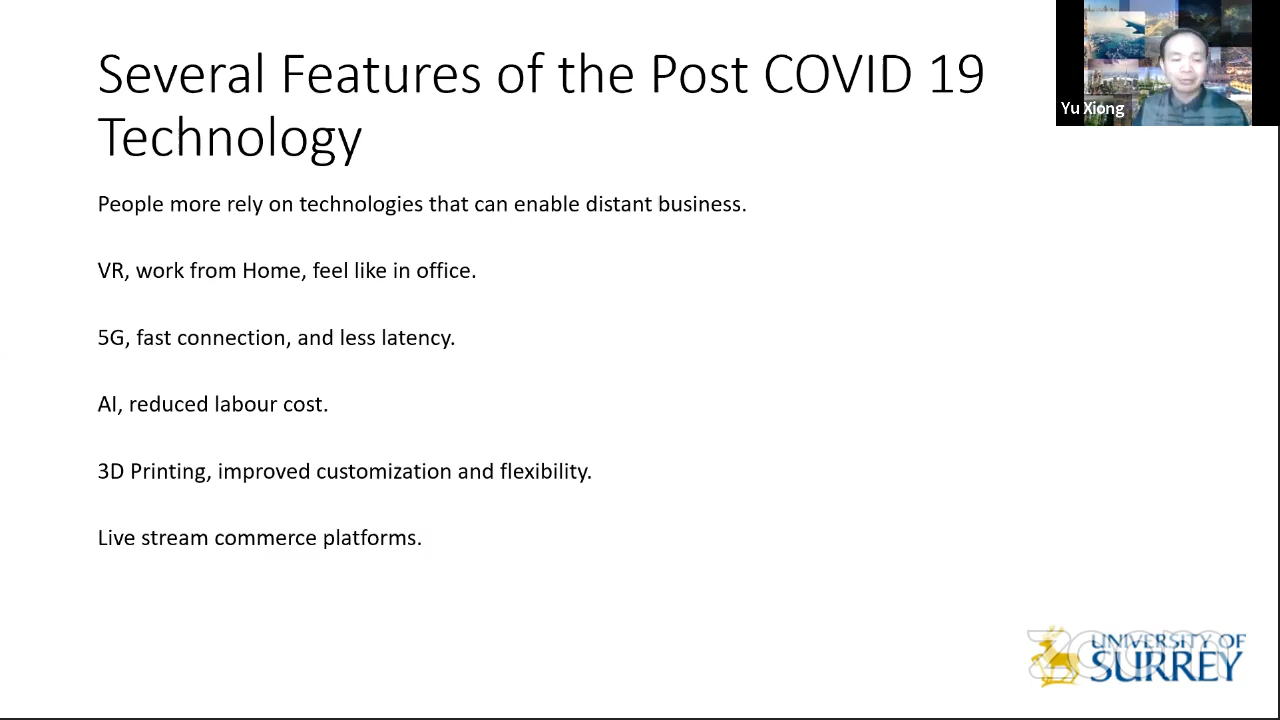 Several Features of the Post COVID 19
Technology
Yu Xiong
People more rely on technologies that can enable distant business.
VR, work from Home, feel like in office.
5G, fast connection, and less latency.
AI, reduced labour cost.
3D Printing, improved customization and flexibility.
Live stream commerce platforms.
zoom
UNIVERSITY OF
SURREY